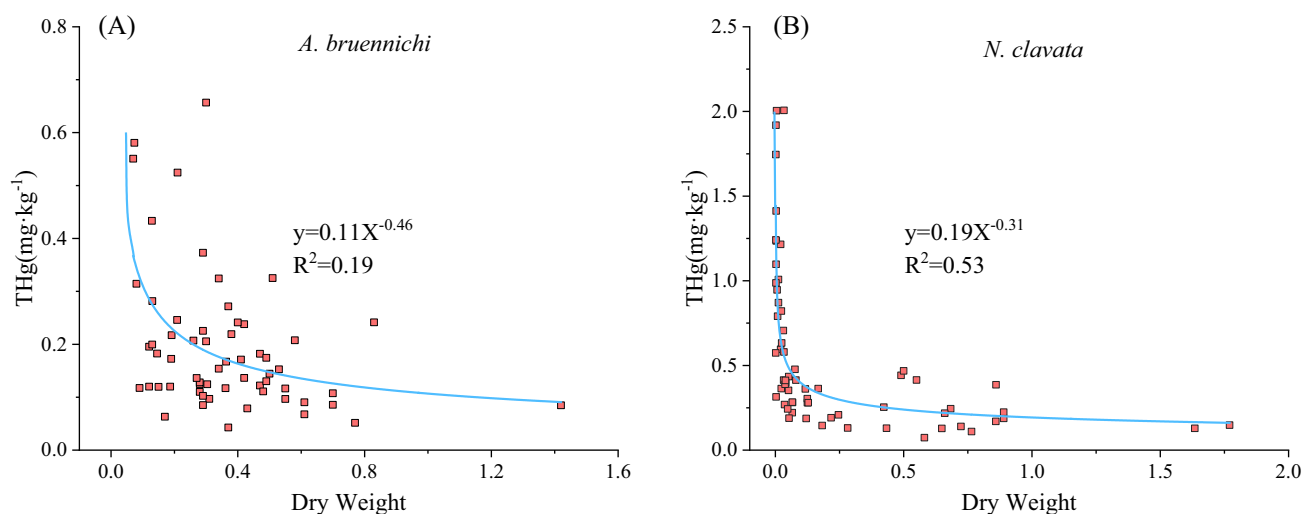 (A)
A. bruennichi
THg(mg·kg⁻¹)
0.8
0.6
0.4
0.2
0.0
y=0.11X⁻⁰·⁴⁶
R²=0.19
0.0 0.4 0.8 1.2 1.6
Dry Weight
(B)
N. clavata
THg(mg·kg⁻¹)
2.5
2.0
1.5
1.0
0.5
0.0
y=0.19X⁻⁰·³¹
R²=0.53
0.0 0.5 1.0 1.5 2.0
Dry Weight